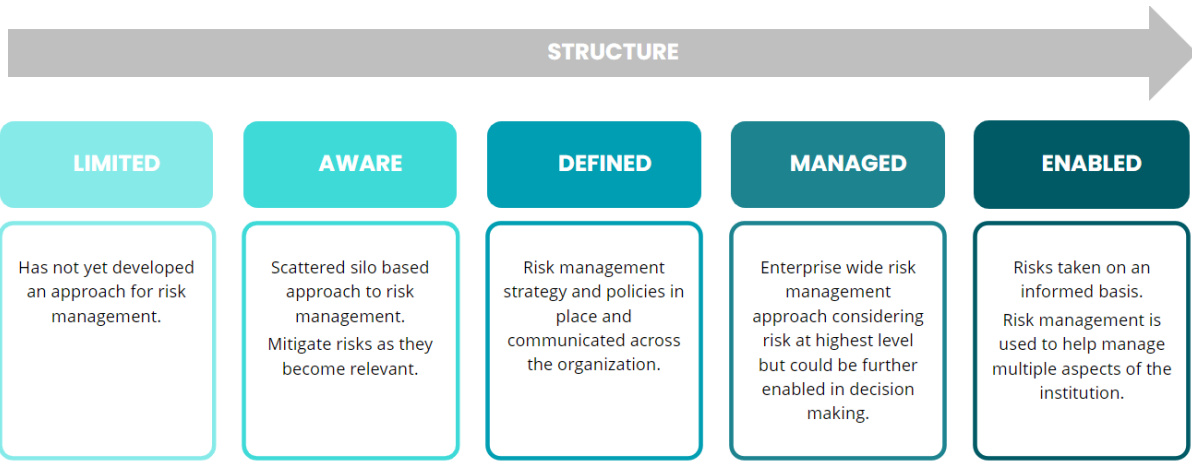 STRUCTURE
LIMITED
AWARE
DEFINED
MANAGED
ENABLED
Has not yet developed
an approach for risk
management.
Scattered silo based
approach to risk
management.
Mitigate risks as they
become relevant.
Risk management
strategy and policies in
place and
communicated across
the organization.
Enterprise wide risk
management
approach considering
risk at highest level
but could be further
enabled in decision
making.
Risks taken on an
informed basis.
Risk management is
used to help manage
multiple aspects of the
institution.